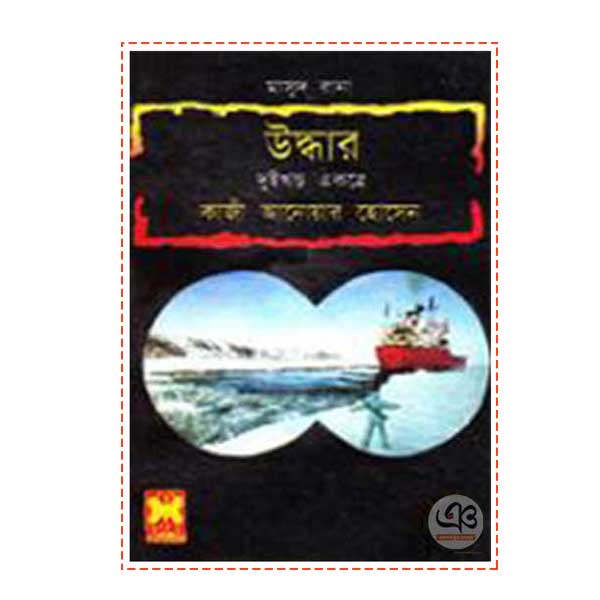 মাসুদ রানা
উদ্ধার
দুইখণ্ড একত্রে
কাজী আনোয়ার হোসেন